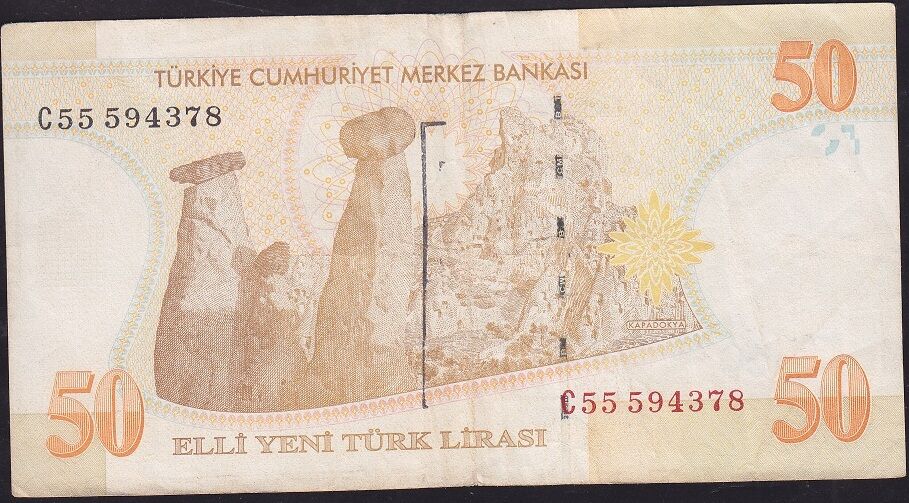 TÜRKİYE CUMHURİYET MERKEZ BANKASI
50
C55 594378
KAPADOKYA
C55 594378
50
50
ELLİ YENİ TÜRK LİRASI